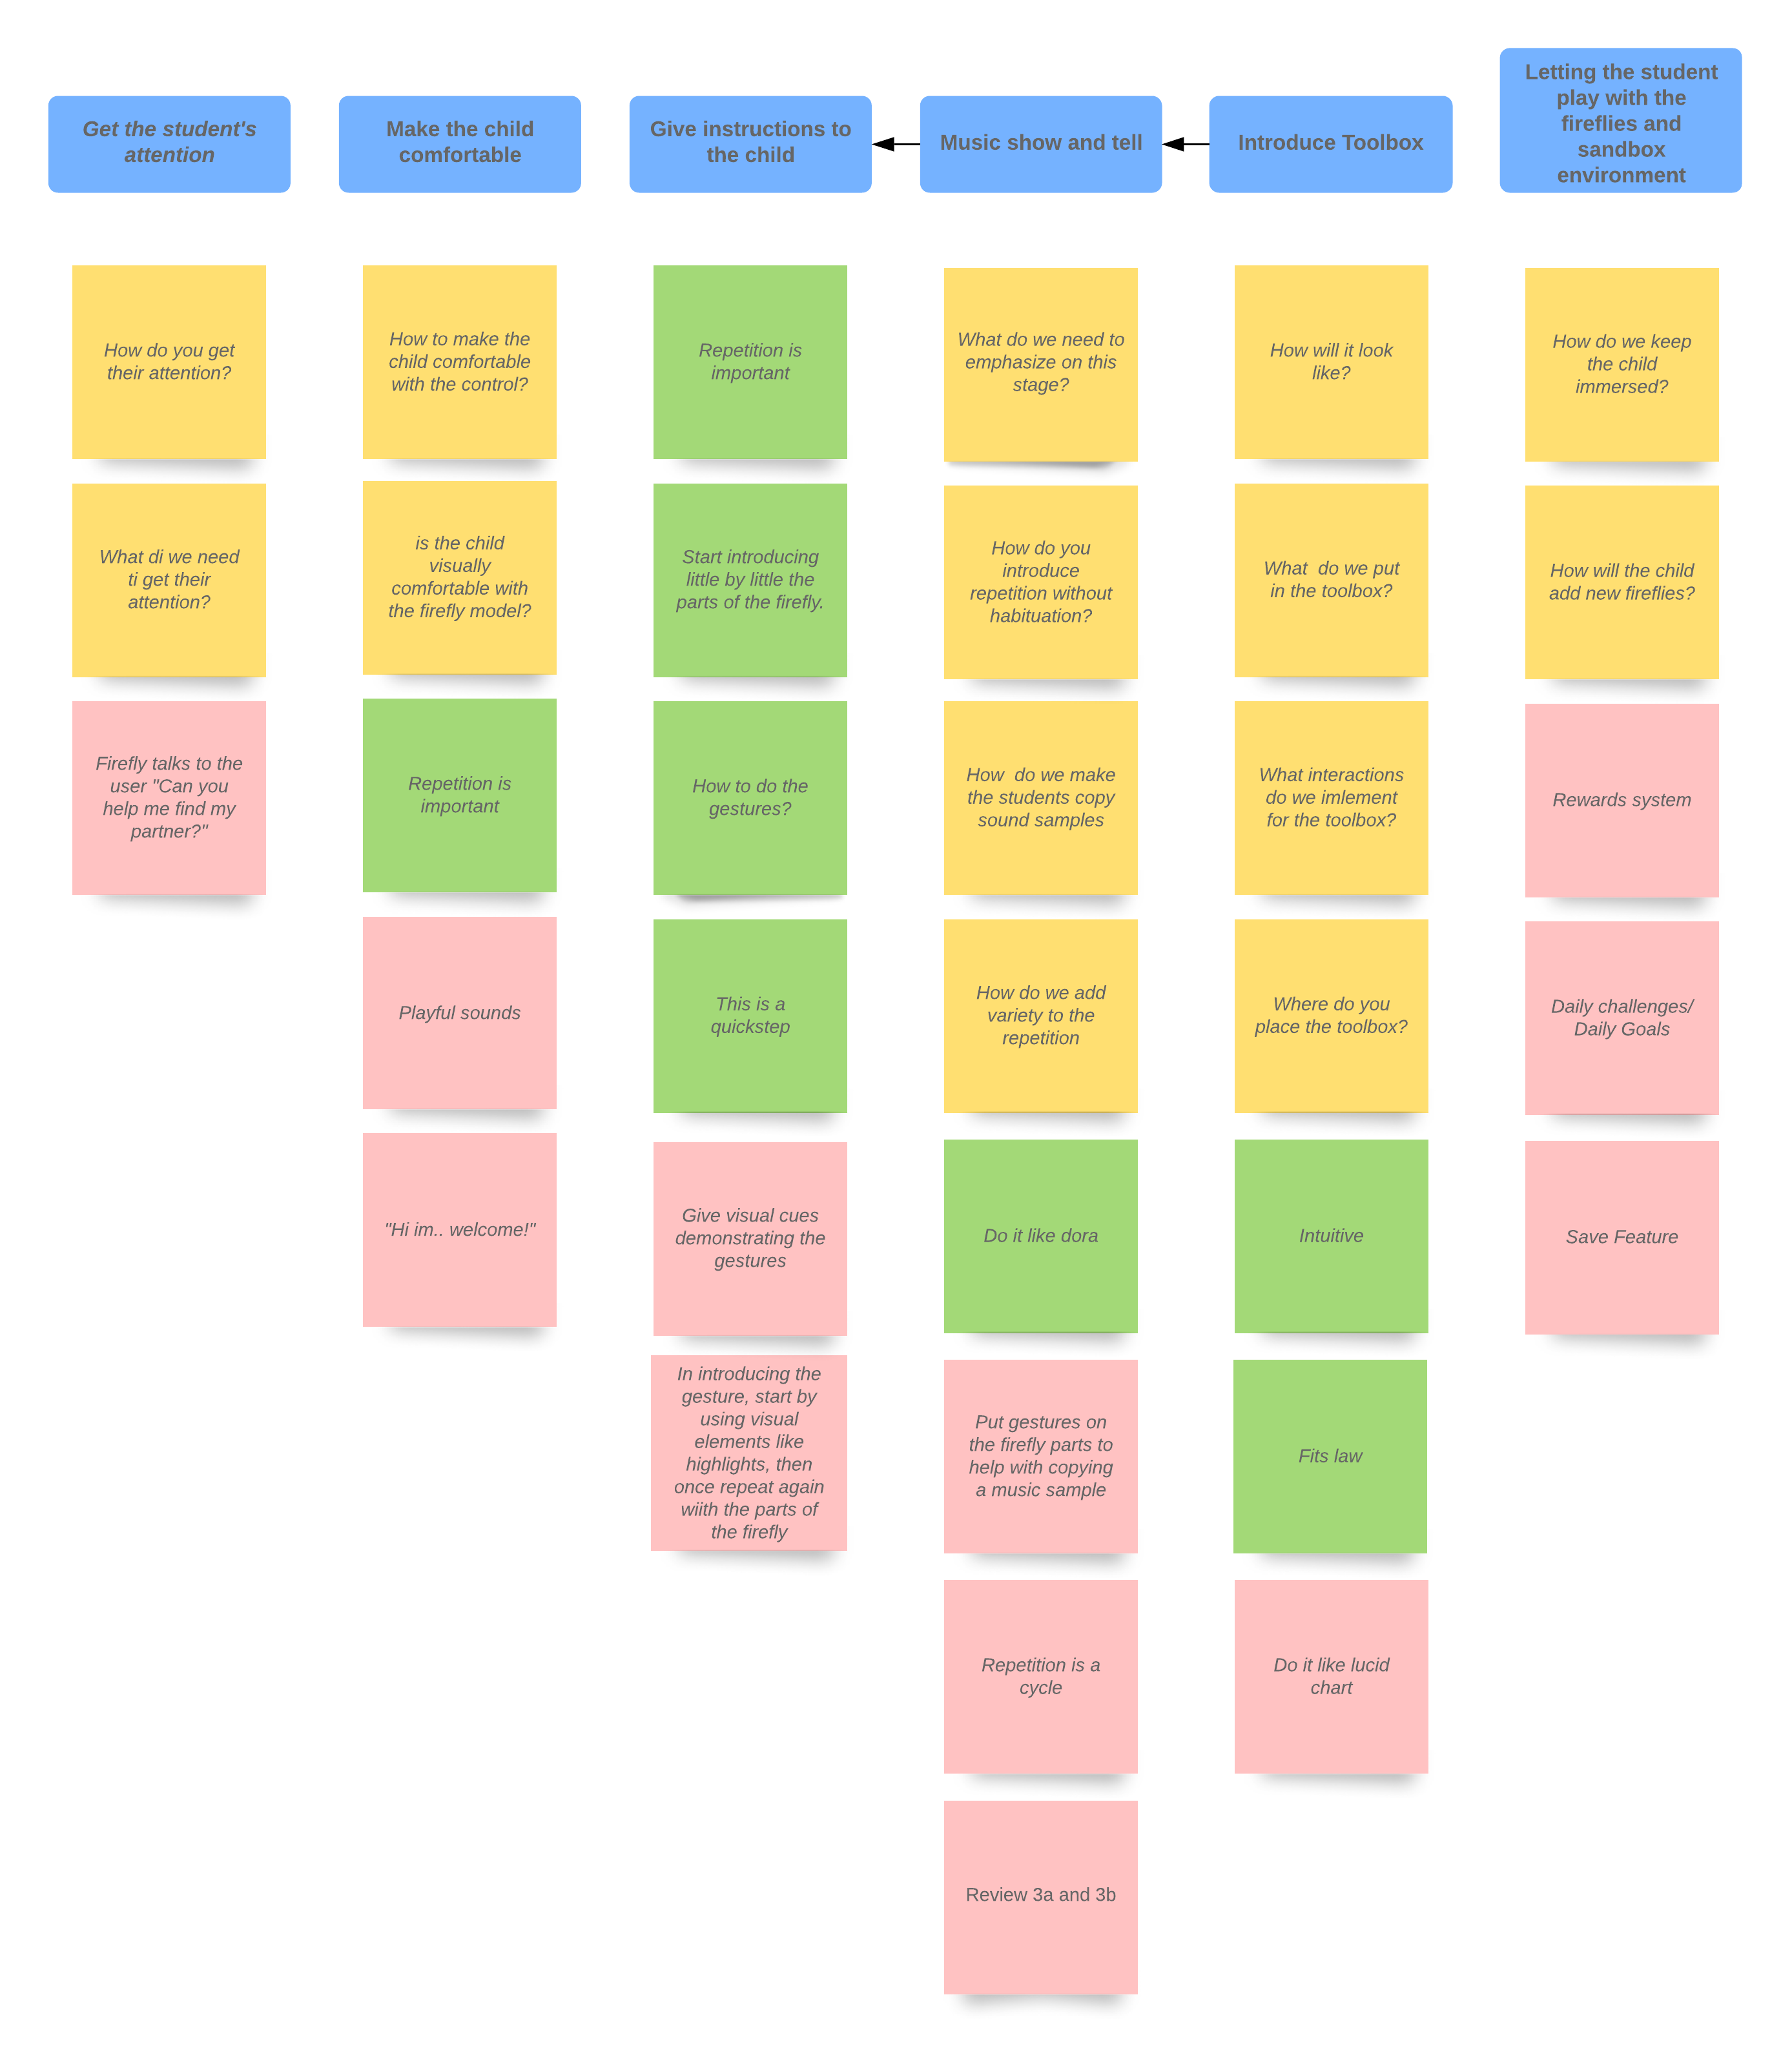 Get the student's
attention
Make the child
comfortable
Give instructions to
the child
Music show and tell
Introduce Toolbox
Letting the student
play with the
fireflies and
sandbox
environment
How do you get
their attention?
What di we need
ti get their
attention?
Firefly talks to the
user "Can you
help me find my
partner?"
How to make the
child comfortable
with the control?
is the child
visually
comfortable with
the firefly model?
Repetition is
important
Playful sounds
"Hi im.. welcome!"
Repetition is
important
Start introducing
little by little the
parts of the firefly.
How to do the
gestures?
This is a
quickstep
Give visual cues
demonstrating the
gestures
In introducing the
gesture, start by
using visual
elements like
highlights, then
once repeat again
wiith the parts of
the firefly
What do we need to
emphasize on this
stage?
How do you
introduce
repetition without
habituation?
How  do we make
the students copy
sound samples
How do we add
variety to the
repetition
Do it like dora
Put gestures on
the firefly parts to
help with copying
a music sample
Repetition is a
cycle
Review 3a and 3b
How will it look
like?
What  do we put
in the toolbox?
What interactions
do we imlement
for the toolbox?
Where do you
place the toolbox?
Intuitive
Fits law
Do it like lucid
chart
How do we keep
the child
immersed?
How will the child
add new fireflies?
Rewards system
Daily challenges/
Daily Goals
Save Feature